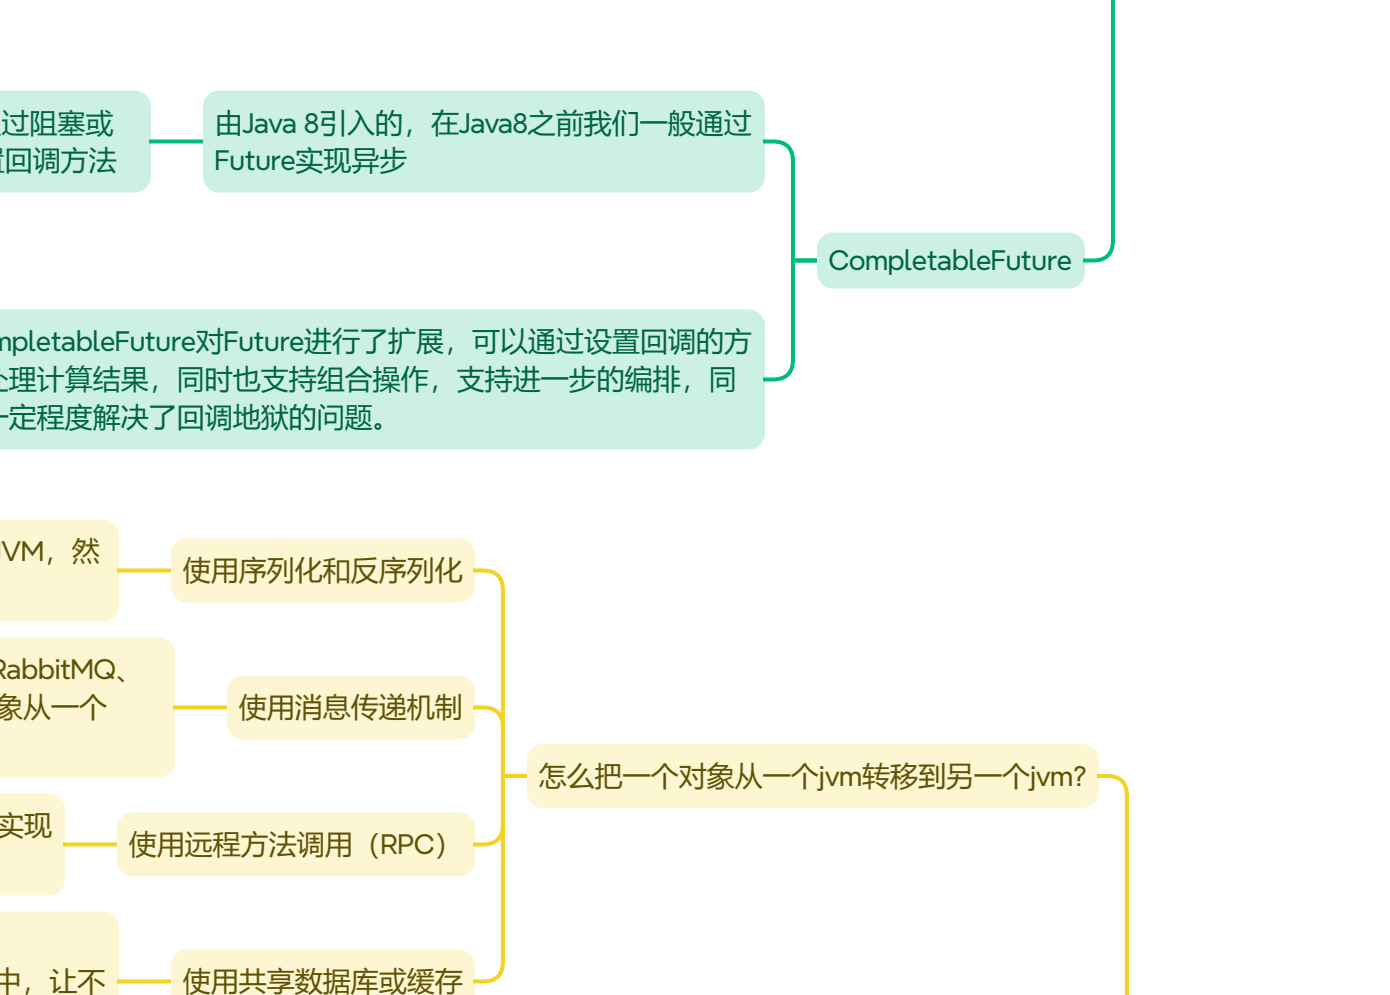 过阻塞或
回调方法
由Java 8引入的，在Java8之前我们一般通过
Future实现异步
CompletableFuture
mpletableFuture对Future进行了扩展，可以通过设置回调的方
处理计算结果，同时也支持组合操作，支持进一步的编排，同
一定程度解决了回调地狱的问题。
JVM，然
使用序列化和反序列化
RabbitMQ、
象从一个
使用消息传递机制
怎么把一个对象从一个jvm转移到另一个jvm?
实现
使用远程方法调用（RPC）
中，让不
使用共享数据库或缓存